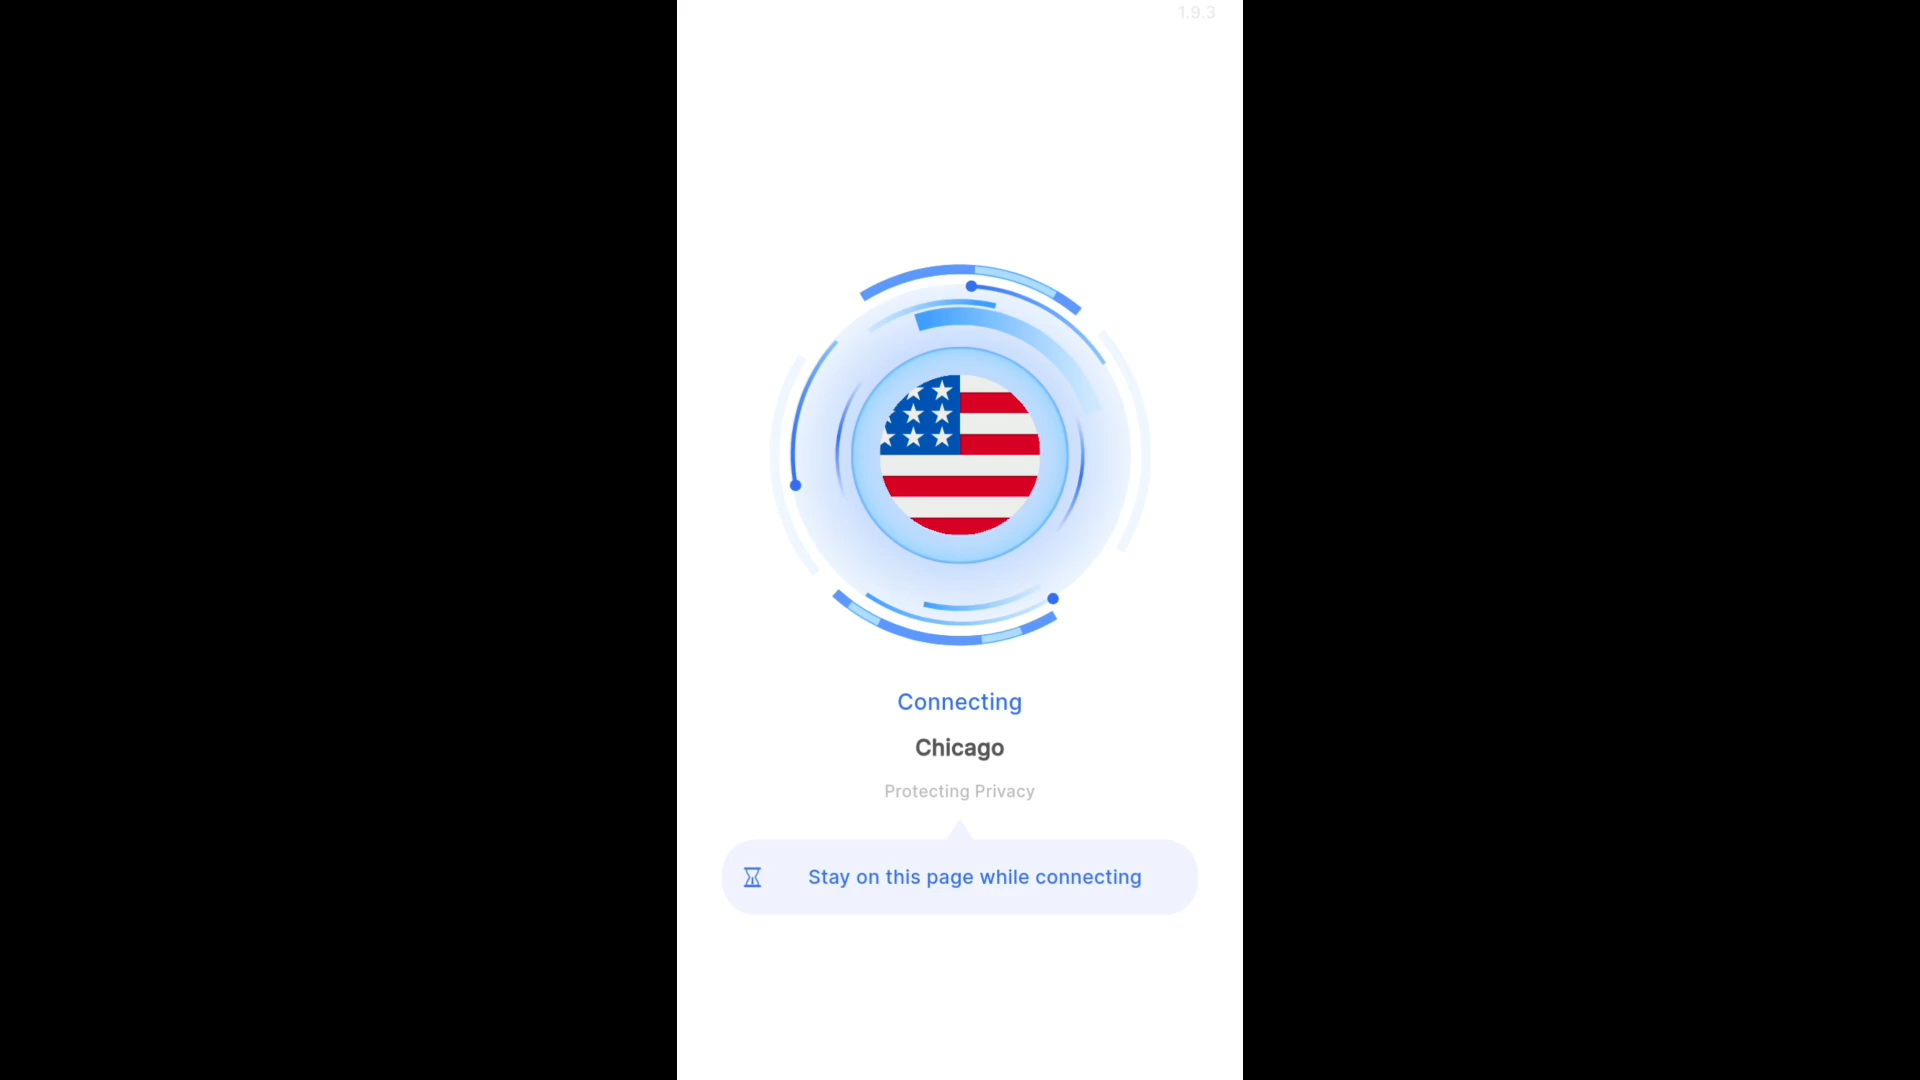 1.9.3
Connecting
Chicago
Protecting Privacy
Stay on this page while connecting